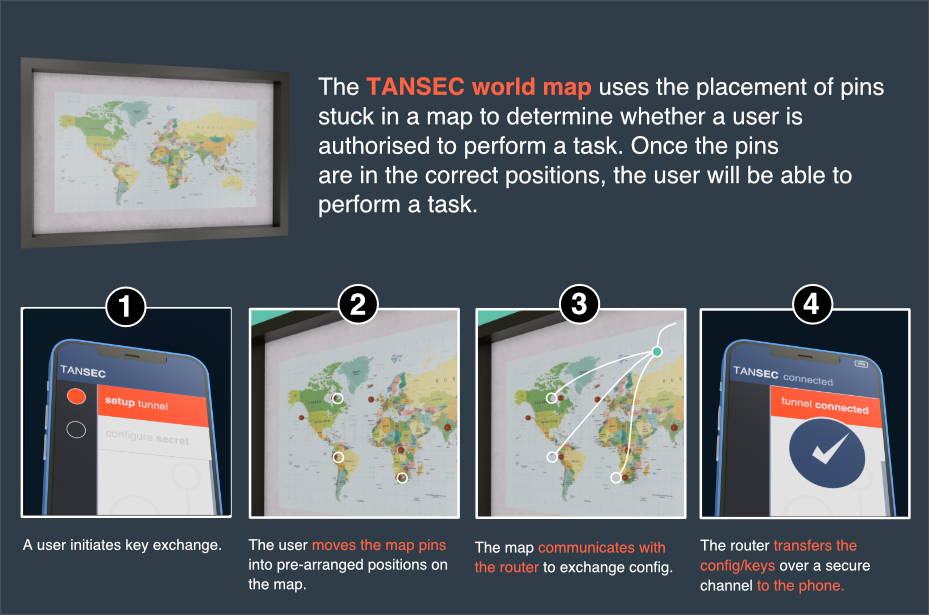 The TANSEC world map uses the placement of pins
stuck in a map to determine whether a user is
authorised to perform a task. Once the pins
are in the correct positions, the user will be able to
perform a task.
1
2
3
4
TANSEC
setup tunnel
configure secret
TANSEC connected
tunnel connected
A user initiates key exchange.
The user moves the map pins
into pre-arranged positions on
the map.
The map communicates with
the router to exchange config.
The router transfers the
config/keys over a secure
channel to the phone.